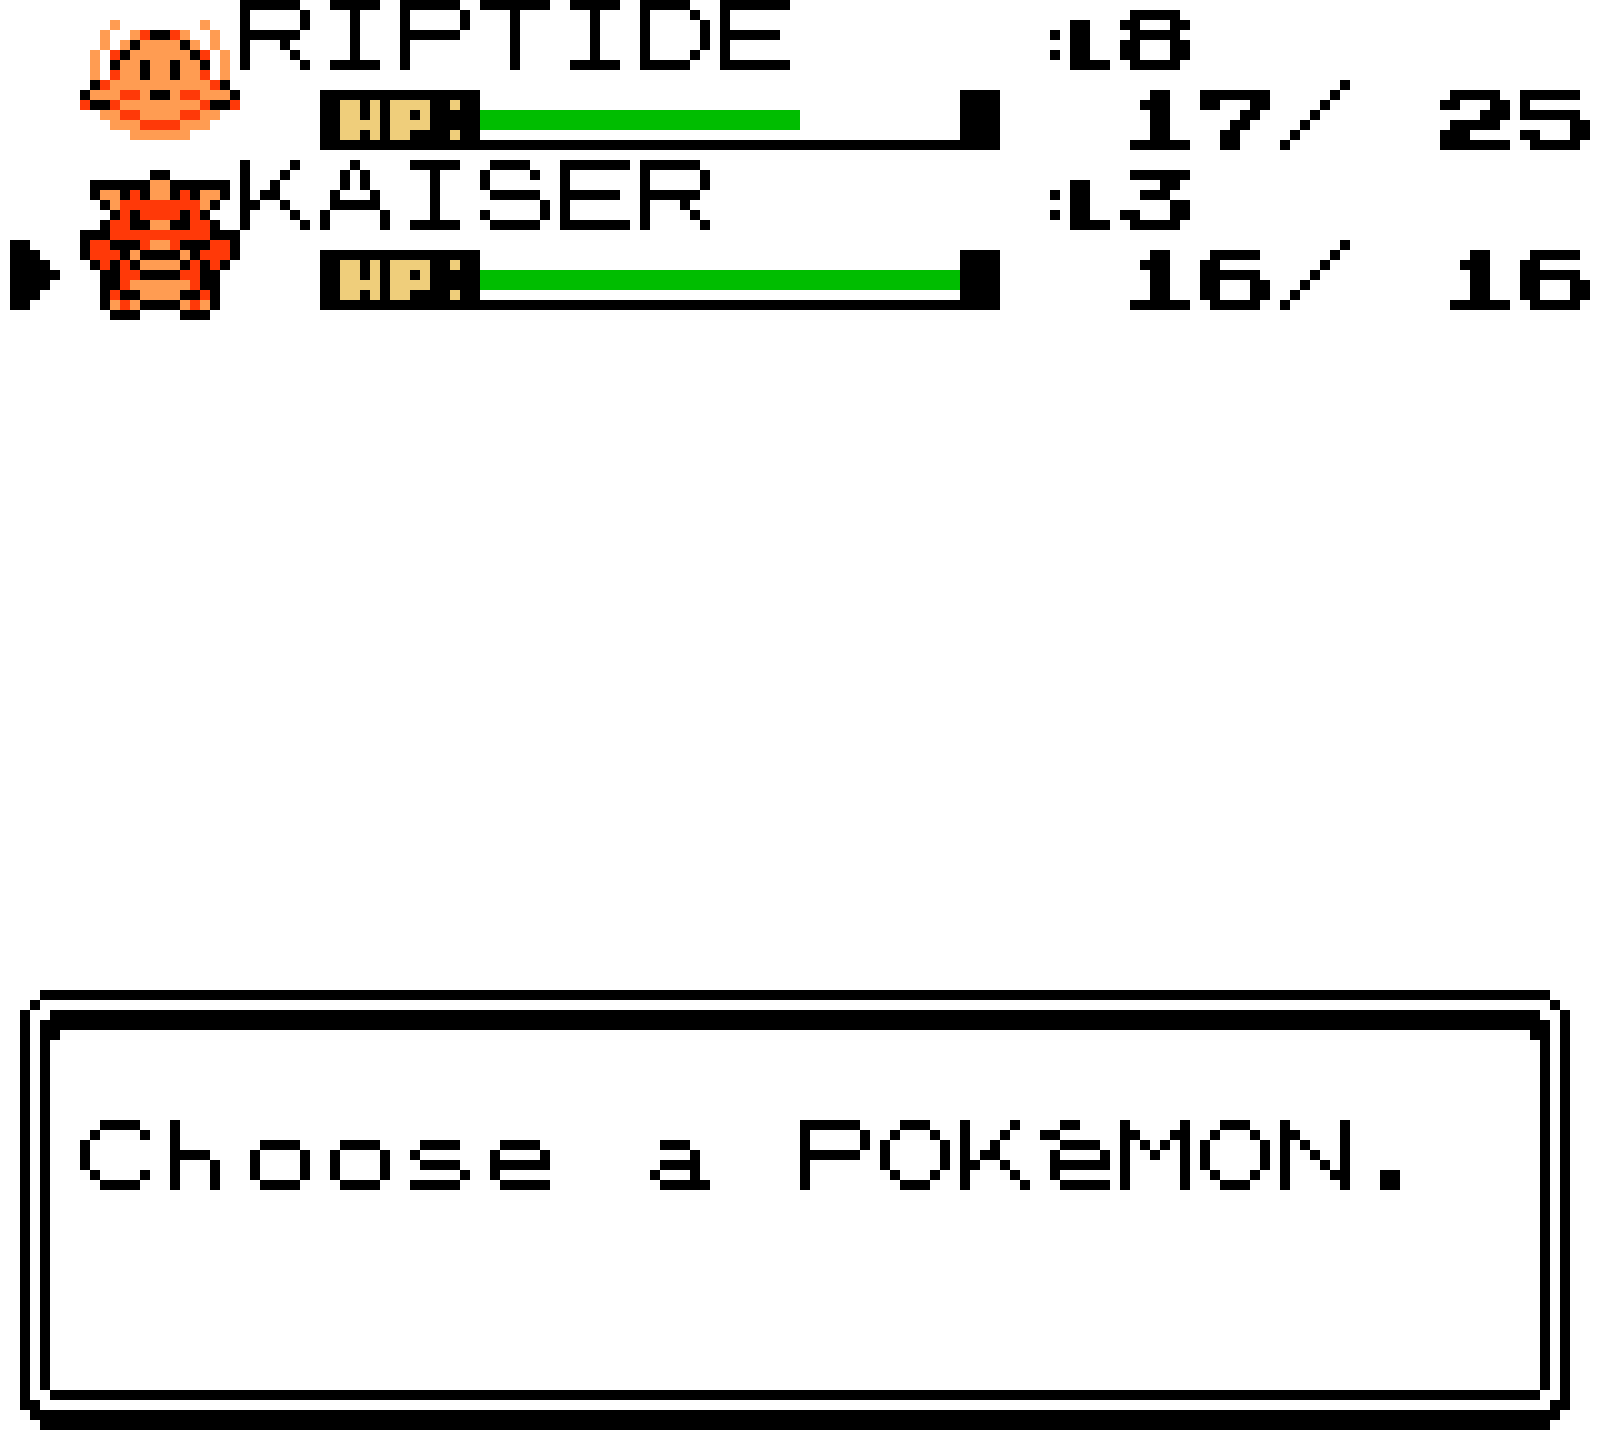 RIPTIDE :L8
HP: 17/ 25
KAISER :L3
HP: 16/ 16
Choose a POKéMON.